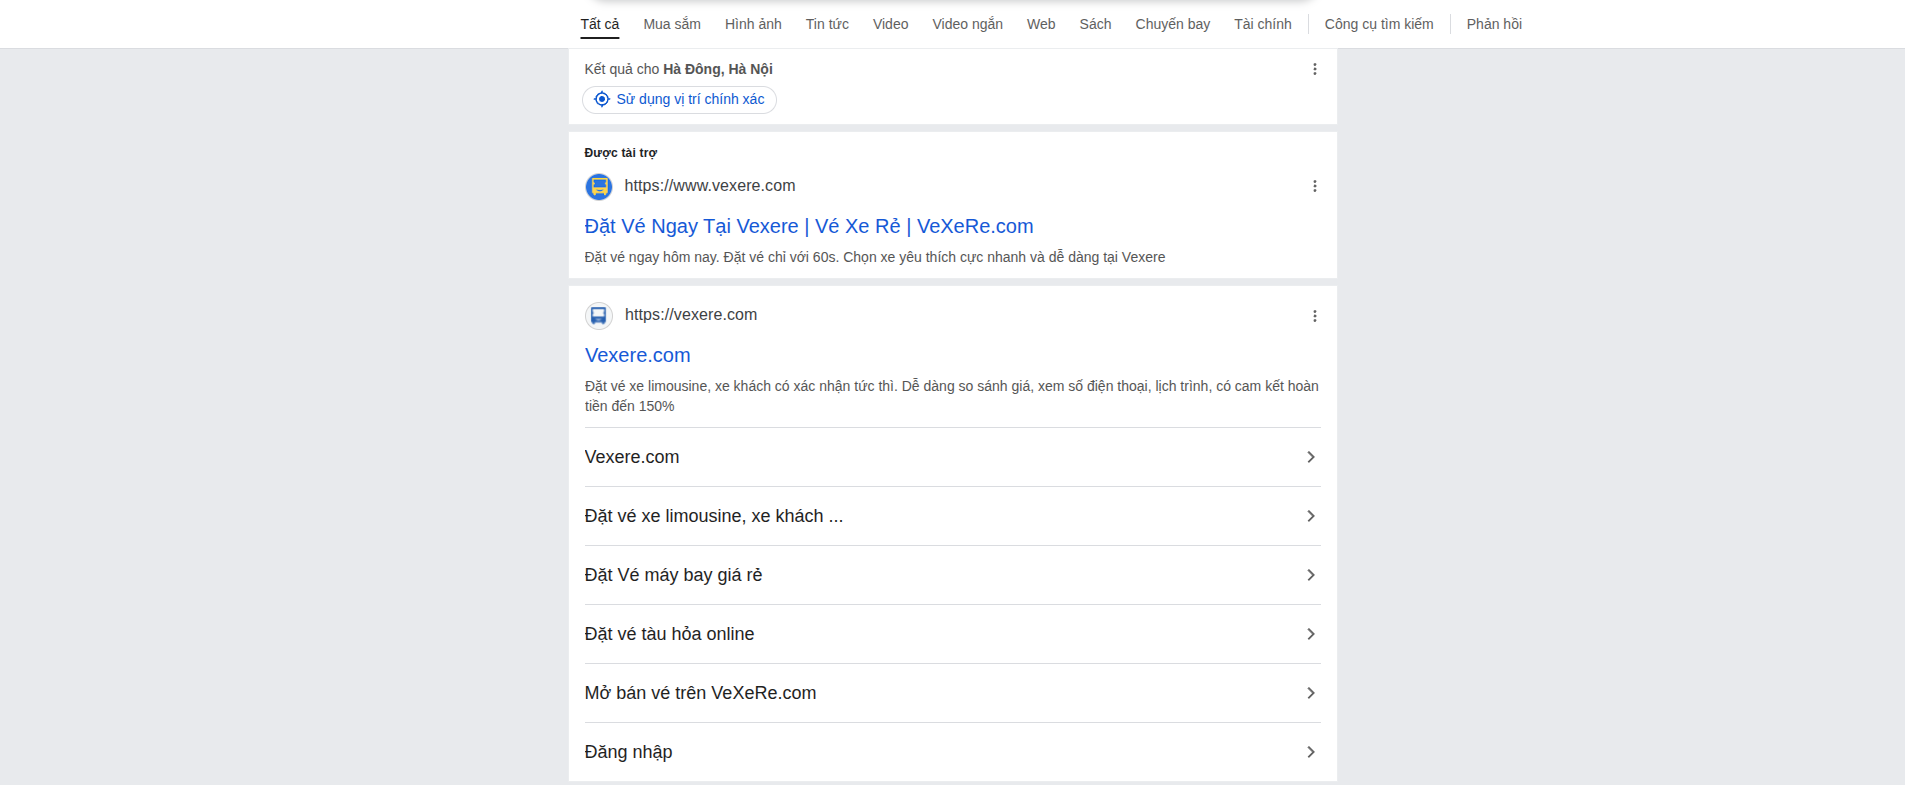 Tất cả Mua sắm Hình ảnh Tin tức Video Video ngắn Web Sách Chuyến bay Tài chính Công cụ tìm kiếm Phản hồi
Kết quả cho Hà Đông, Hà Nội
Sử dụng vị trí chính xác
Được tài trợ
https://www.vexere.com
Đặt Vé Ngay Tại Vexere | Vé Xe Rẻ | VeXeRe.com
Đặt vé ngay hôm nay. Đặt vé chỉ với 60s. Chọn xe yêu thích cực nhanh và dễ dàng tại Vexere
https://vexere.com
Vexere.com
Đặt vé xe limousine, xe khách có xác nhận tức thì. Dễ dàng so sánh giá, xem số điện thoại, lịch trình, có cam kết hoàn
tiền đến 150%
Vexere.com
Đặt vé xe limousine, xe khách ...
Đặt Vé máy bay giá rẻ
Đặt vé tàu hỏa online
Mở bán vé trên VeXeRe.com
Đăng nhập